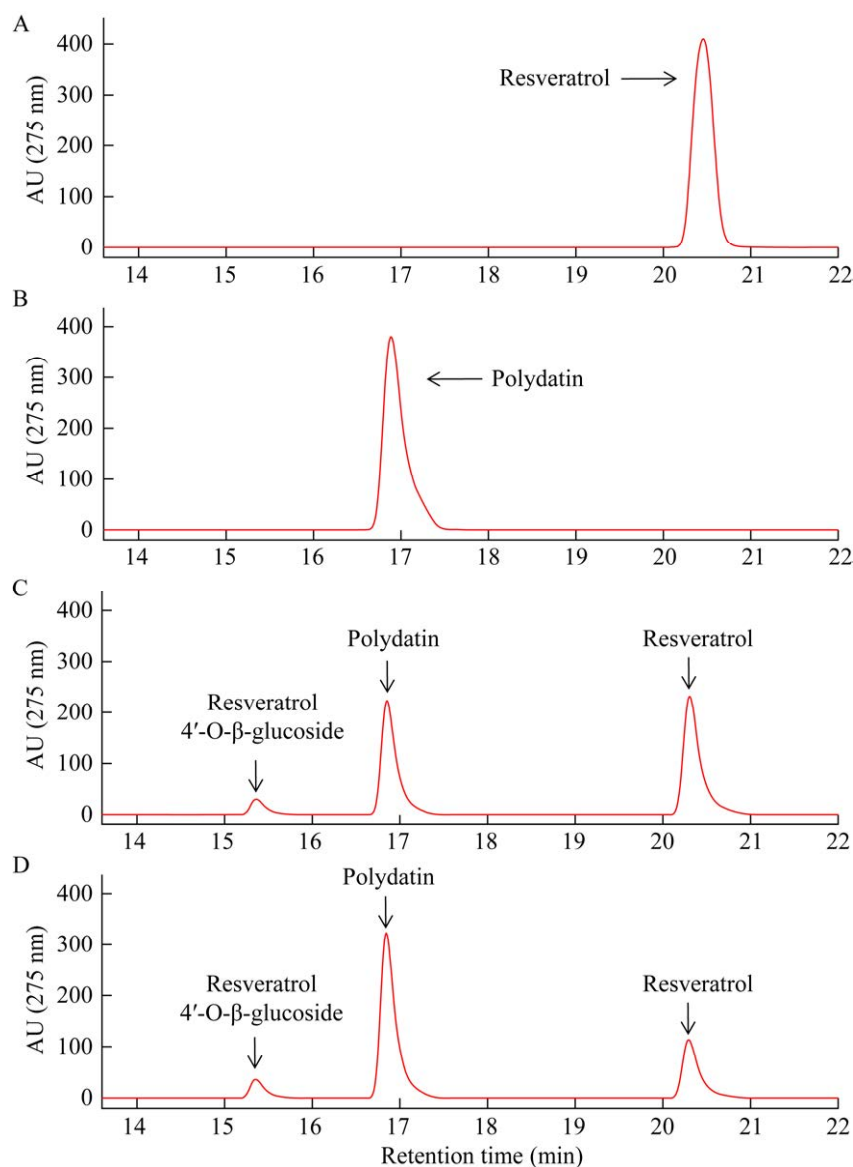 A
AU (275 nm)
400
300
200
100
0
Resveratrol
14 15 16 17 18 19 20 21 22
B
AU (275 nm)
400
300
200
100
0
Polydatin
14 15 16 17 18 19 20 21 22
C
AU (275 nm)
400
300
200
100
0
Resveratrol
4′-O-β-glucoside
Polydatin
Resveratrol
14 15 16 17 18 19 20 21 22
D
AU (275 nm)
400
300
200
100
0
Resveratrol
4′-O-β-glucoside
Polydatin
Resveratrol
14 15 16 17 18 19 20 21 22
Retention time (min)